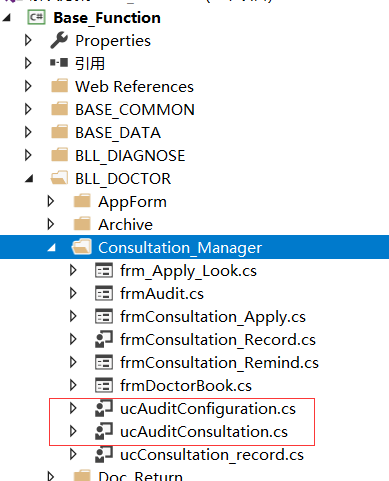 Base_Function
Properties
引用
Web References
BASE_COMMON
BASE_DATA
BLL_DIAGNOSE
BLL_DOCTOR
AppForm
Archive
Consultation_Manager
frm_Apply_Look.cs
frmAudit.cs
frmConsultation_Apply.cs
frmConsultation_Record.cs
frmConsultation_Remind.cs
frmDoctorBook.cs
ucAuditConfiguration.cs
ucAuditConsultation.cs
ucConsultation_record.cs
Doc_Return